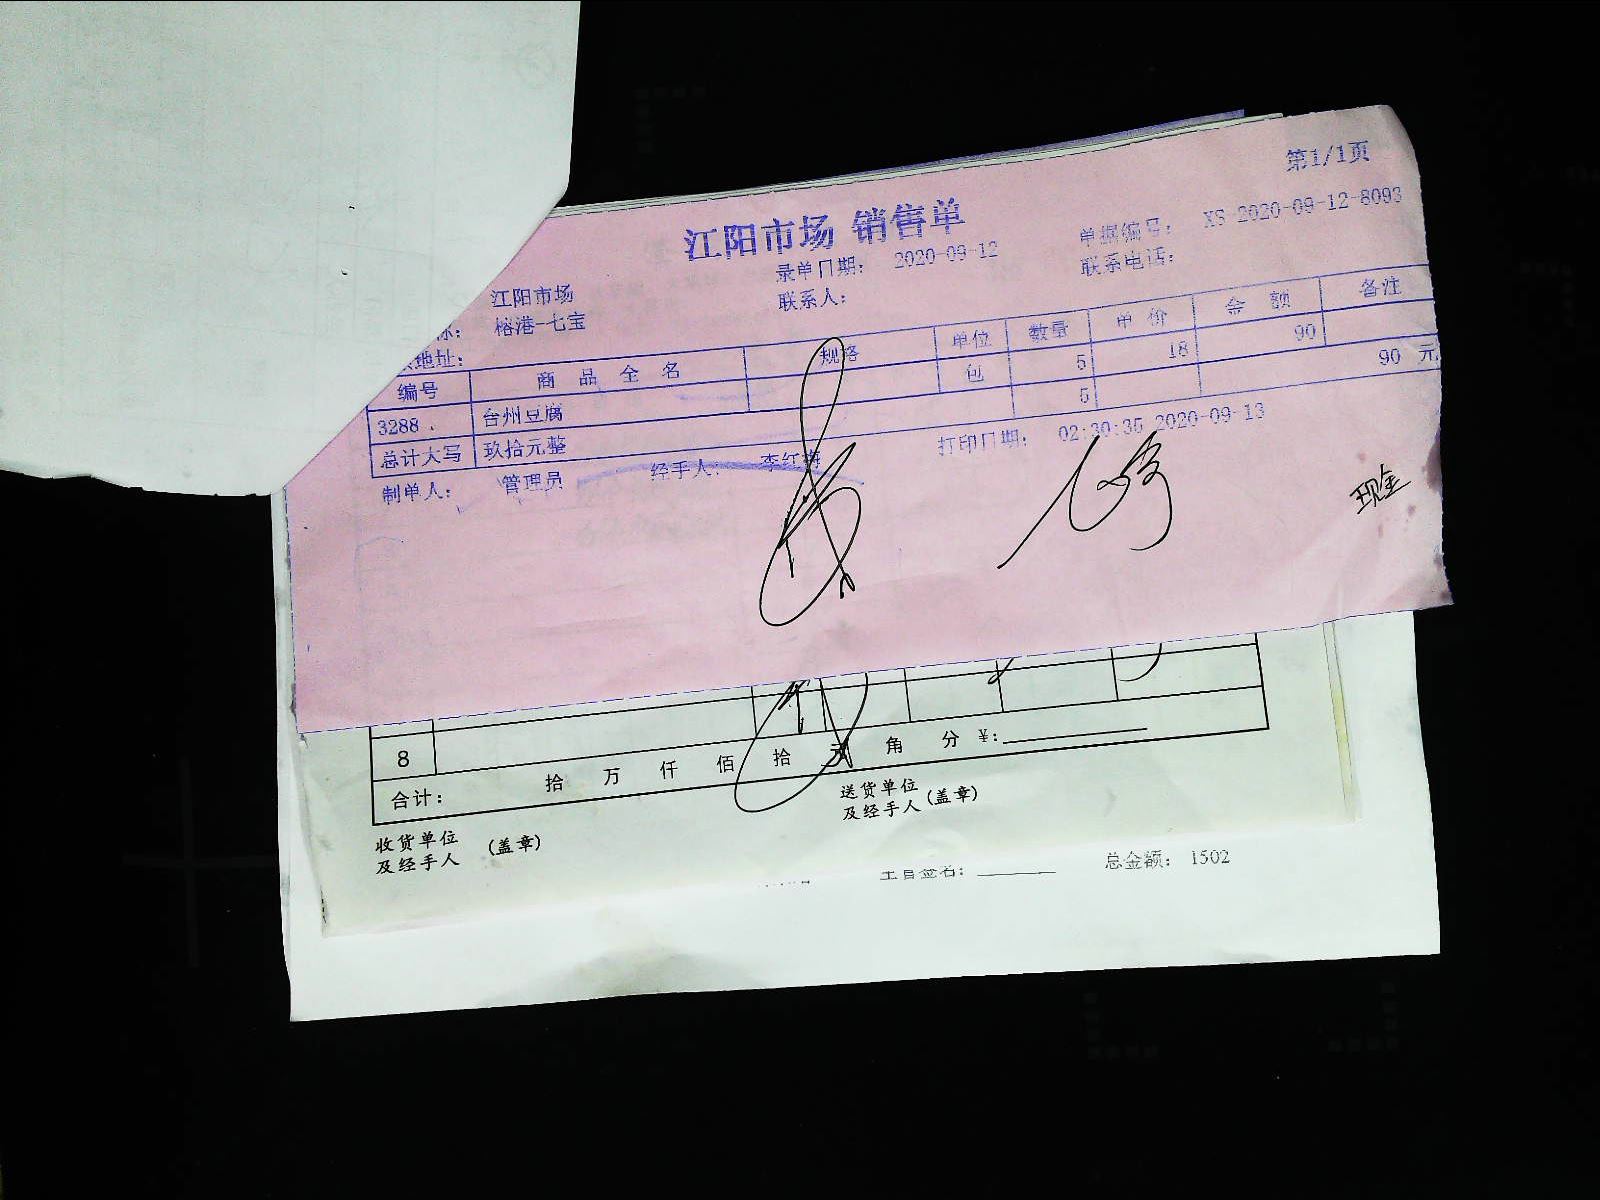 第1/1页
江阳市场 销售单
单据编号： XS-2020-09-12-8093
录单日期： 2020-09-12
联系电话：
江阳市场
联系人：
标： 榕港-七宝
地址：
编号 商品全名 规格 单位 数量 单价 金额 备注
3288 台州豆腐 包 5 18 90
总计大写 玖拾元整 5 90 元
制单人： 管理员 经手人： 李红梅 打印日期： 02:30:35 2020-09-13
现金
8
合计： 拾 万 仟 佰 拾 元 角 分 ¥:
收货单位
及经手人 (盖章)
送货单位
及经手人 (盖章)
总金额： 1502